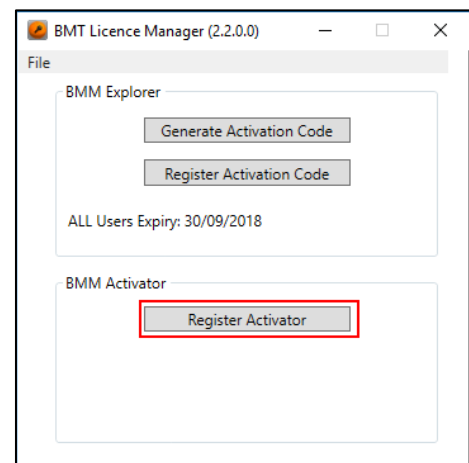 BMT Licence Manager (2.2.0.0)
File
BMM Explorer
Generate Activation Code
Register Activation Code
ALL Users Expiry: 30/09/2018
BMM Activator
Register Activator